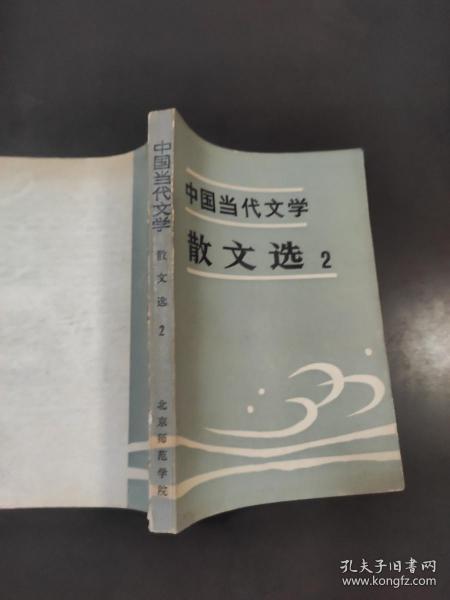 中国当代文学
散文选 2
中国当代文学
散文选 2
北京师范学院
孔夫子旧书网
www.kongfz.com